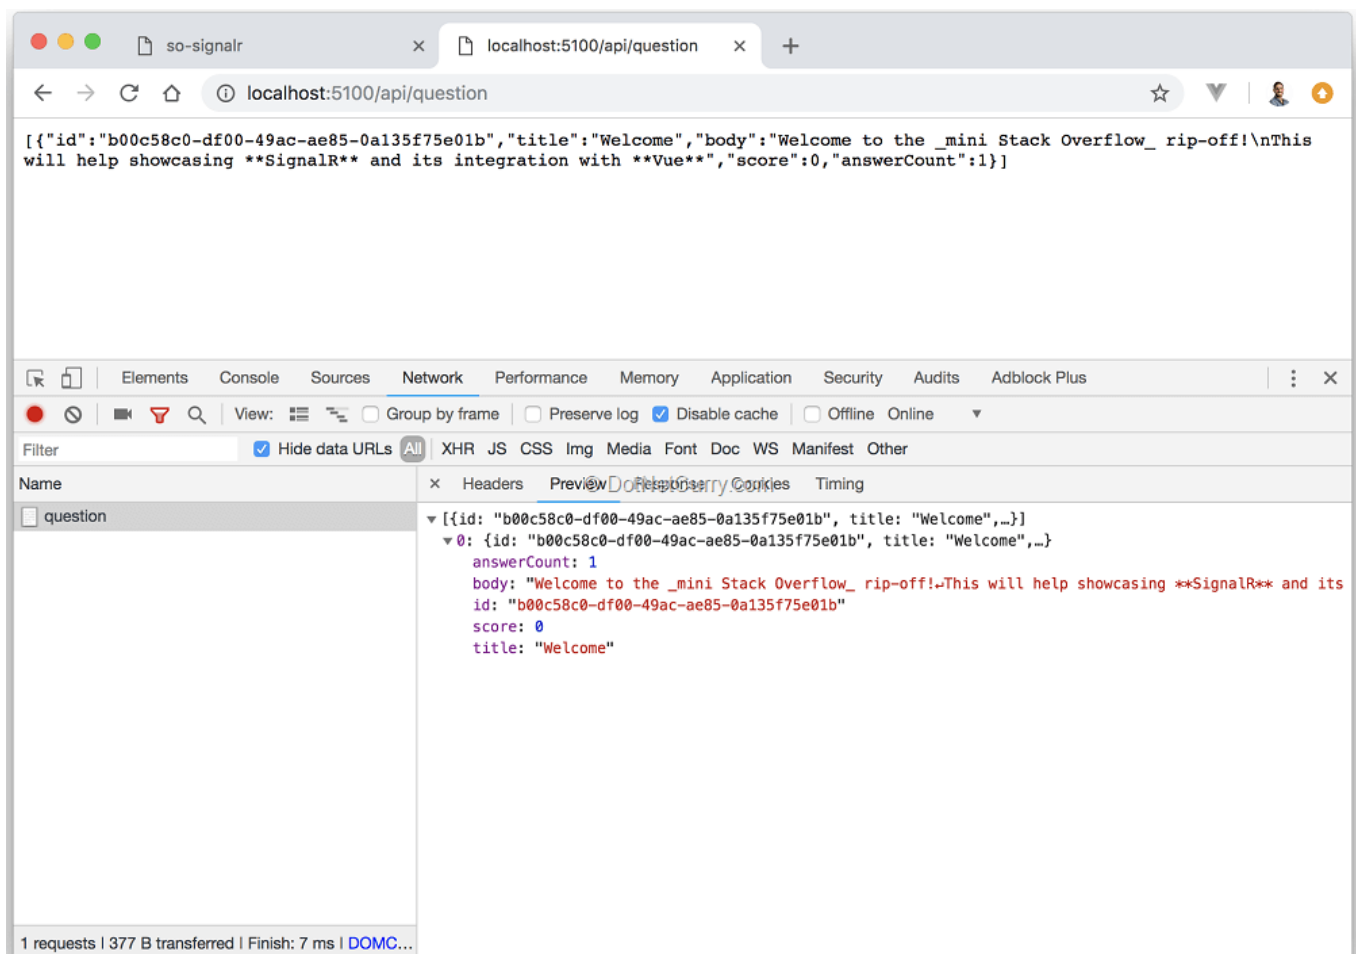 so-signalr
localhost:5100/api/question
localhost:5100/api/question
[{"id":"b00c58c0-df00-49ac-ae85-0a135f75e01b","title":"Welcome","body":"Welcome to the _mini Stack Overflow_ rip-off!\nThis
will help showcasing **SignalR** and its integration with **Vue**","score":0,"answerCount":1}]
Elements Console Sources Network Performance Memory Application Security Audits Adblock Plus
View: Group by frame Preserve log Disable cache Offline Online
Filter Hide data URLs All XHR JS CSS Img Media Font Doc WS Manifest Other
Name Headers Preview Response Cookies Timing
© DotNetCurry.com
question
[{id: "b00c58c0-df00-49ac-ae85-0a135f75e01b", title: "Welcome",…}]
0: {id: "b00c58c0-df00-49ac-ae85-0a135f75e01b", title: "Welcome",…}
answerCount: 1
body: "Welcome to the _mini Stack Overflow_ rip-off!↵This will help showcasing **SignalR** and its
id: "b00c58c0-df00-49ac-ae85-0a135f75e01b"
score: 0
title: "Welcome"
1 requests | 377 B transferred | Finish: 7 ms | DOMC...